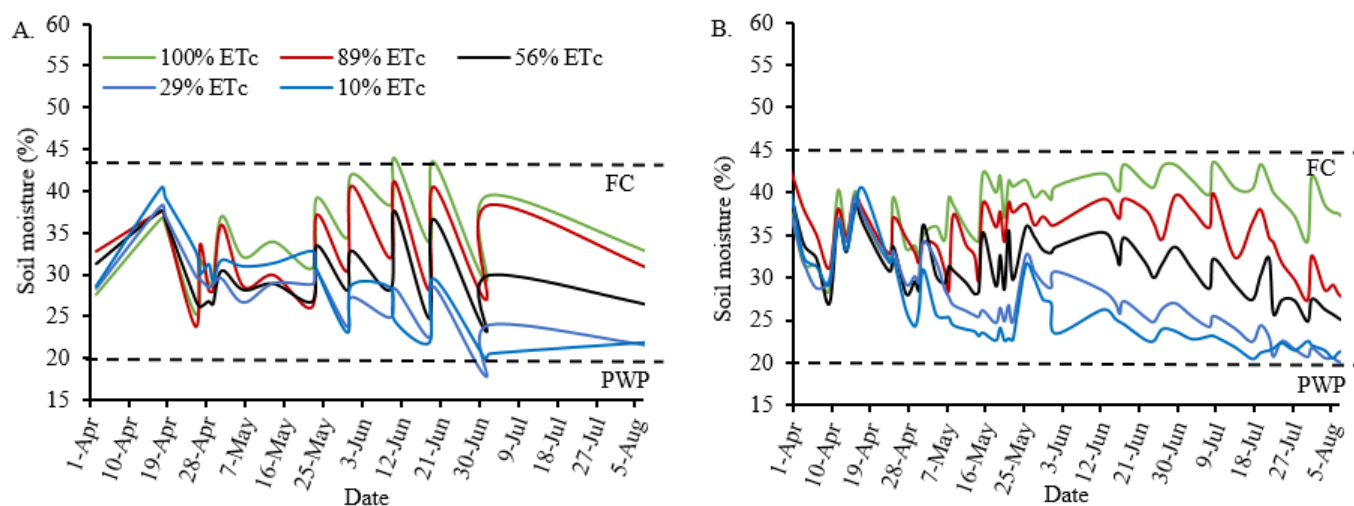 A.
Soil moisture (%)
60
55
50
45
40
35
30
25
20
15
100% ETc
89% ETc
56% ETc
29% ETc
10% ETc
FC
PWP
1-Apr
10-Apr
19-Apr
28-Apr
7-May
16-May
25-May
3-Jun
12-Jun
21-Jun
30-Jun
9-Jul
18-Jul
27-Jul
5-Aug
Date
B.
Soil moisture (%)
60
55
50
45
40
35
30
25
20
15
FC
PWP
1-Apr
10-Apr
19-Apr
28-Apr
7-May
16-May
25-May
3-Jun
12-Jun
21-Jun
30-Jun
9-Jul
18-Jul
27-Jul
5-Aug
Date